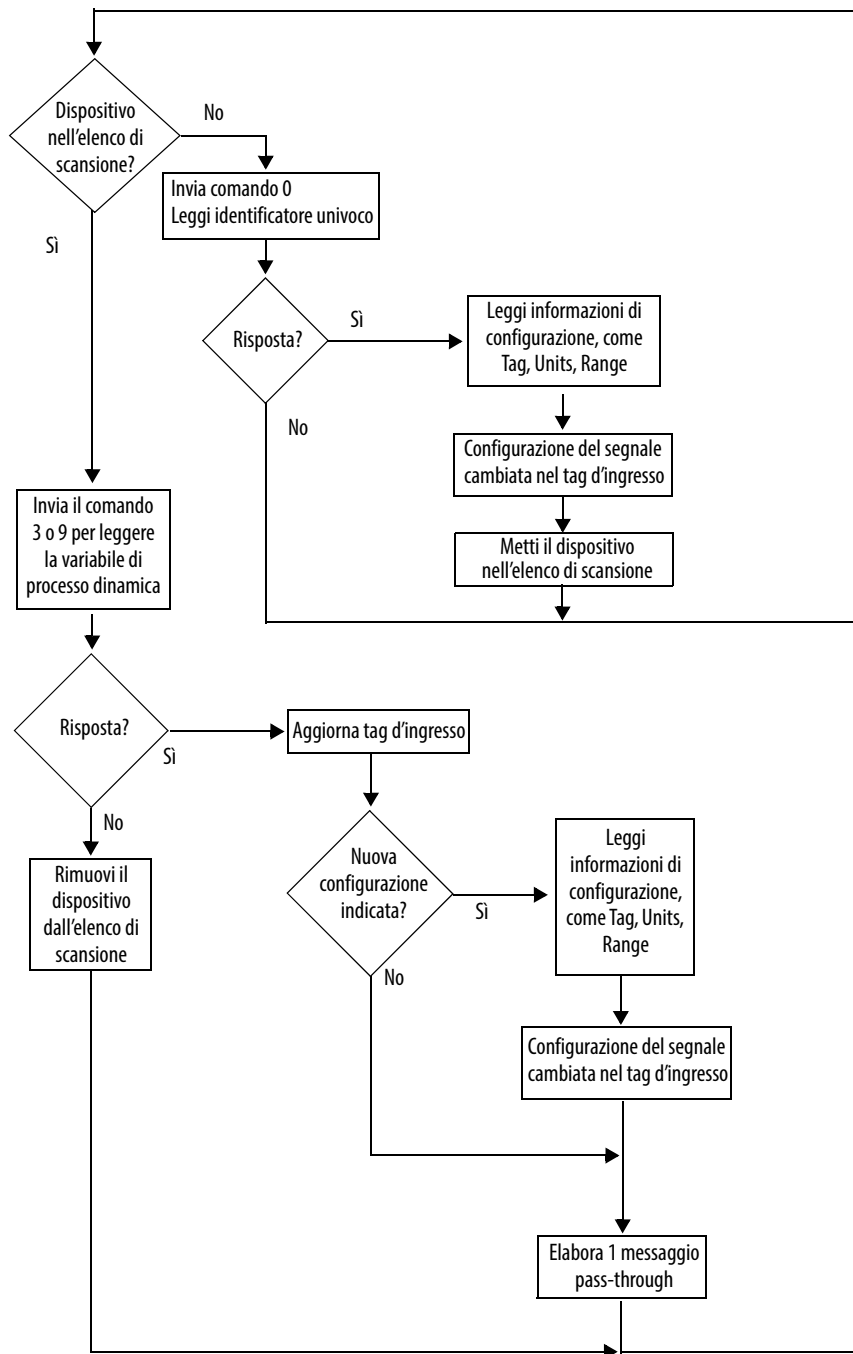 Dispositivo
nell'elenco di
scansione?
No
Invia comando 0
Leggi identificatore univoco
Sì
Risposta?
Sì
Leggi informazioni di
configurazione, come
Tag, Units, Range
No
Configurazione del segnale
cambiata nel tag d'ingresso
Metti il dispositivo
nell'elenco di scansione
Invia il comando
3 o 9 per leggere
la variabile di
processo dinamica
Risposta?
Sì
Aggiorna tag d'ingresso
No
Rimuovi il
dispositivo
dall'elenco di
scansione
Nuova
configurazione
indicata?
Sì
Leggi
informazioni di
configurazione,
come Tag, Units,
Range
No
Configurazione del segnale
cambiata nel tag d'ingresso
Elabora 1 messaggio
pass-through